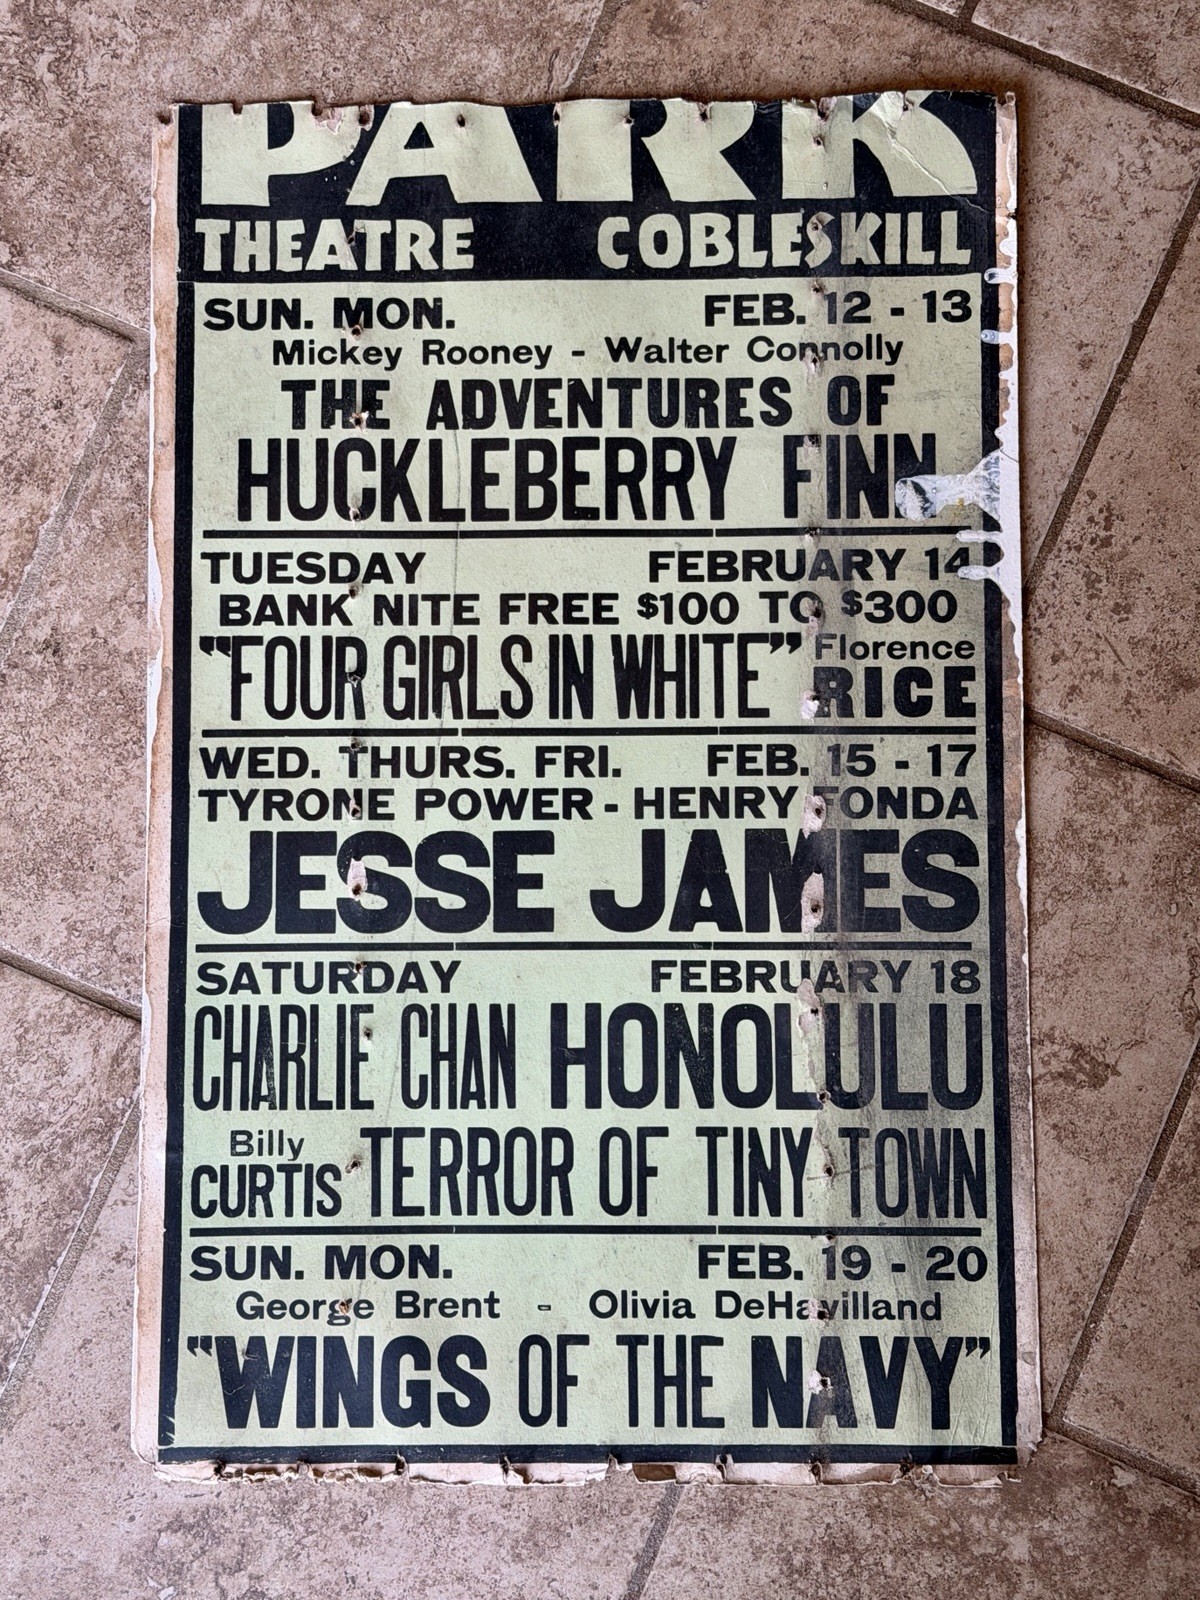 PARK
THEATRE COBLESKILL
SUN. MON. FEB. 12 - 13
Mickey Rooney - Walter Connolly
THE ADVENTURES OF
HUCKLEBERRY FINN
TUESDAY FEBRUARY 14
BANK NITE FREE $100 TO $300
"FOUR GIRLS IN WHITE" Florence RICE
WED. THURS. FRI. FEB. 15 - 17
TYRONE POWER - HENRY FONDA
JESSE JAMES
SATURDAY FEBRUARY 18
CHARLIE CHAN HONOLULU
Billy CURTIS TERROR OF TINY TOWN
SUN. MON. FEB. 19 - 20
George Brent - Olivia DeHavilland
"WINGS OF THE NAVY"